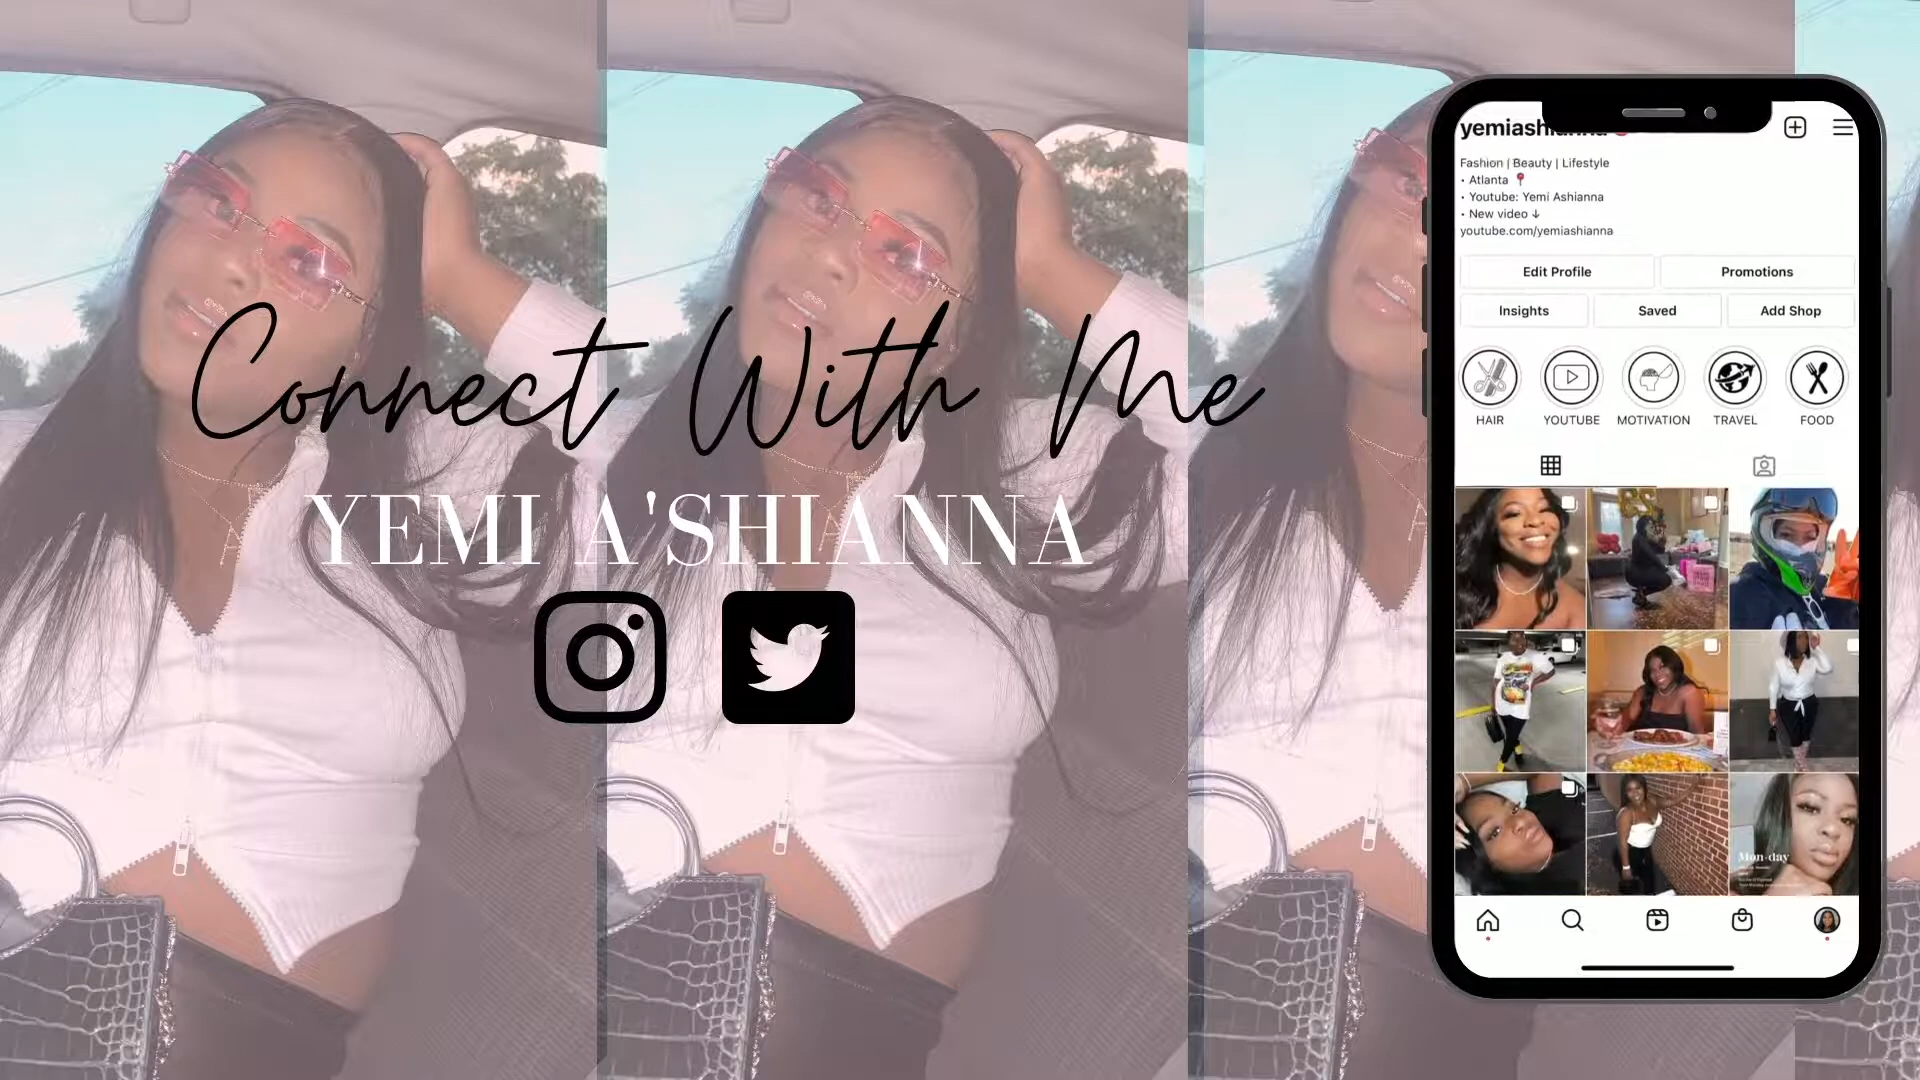 Connect With Me
YEMI A'SHIANNA
Fashion | Beauty | Lifestyle
• Atlanta 📍
• Youtube: Yemi Ashianna
• New video ↓
youtube.com/yemiashianna
Edit Profile
Promotions
Insights
Saved
Add Shop
HAIR
YOUTUBE
MOTIVATION
TRAVEL
FOOD
Mon·day